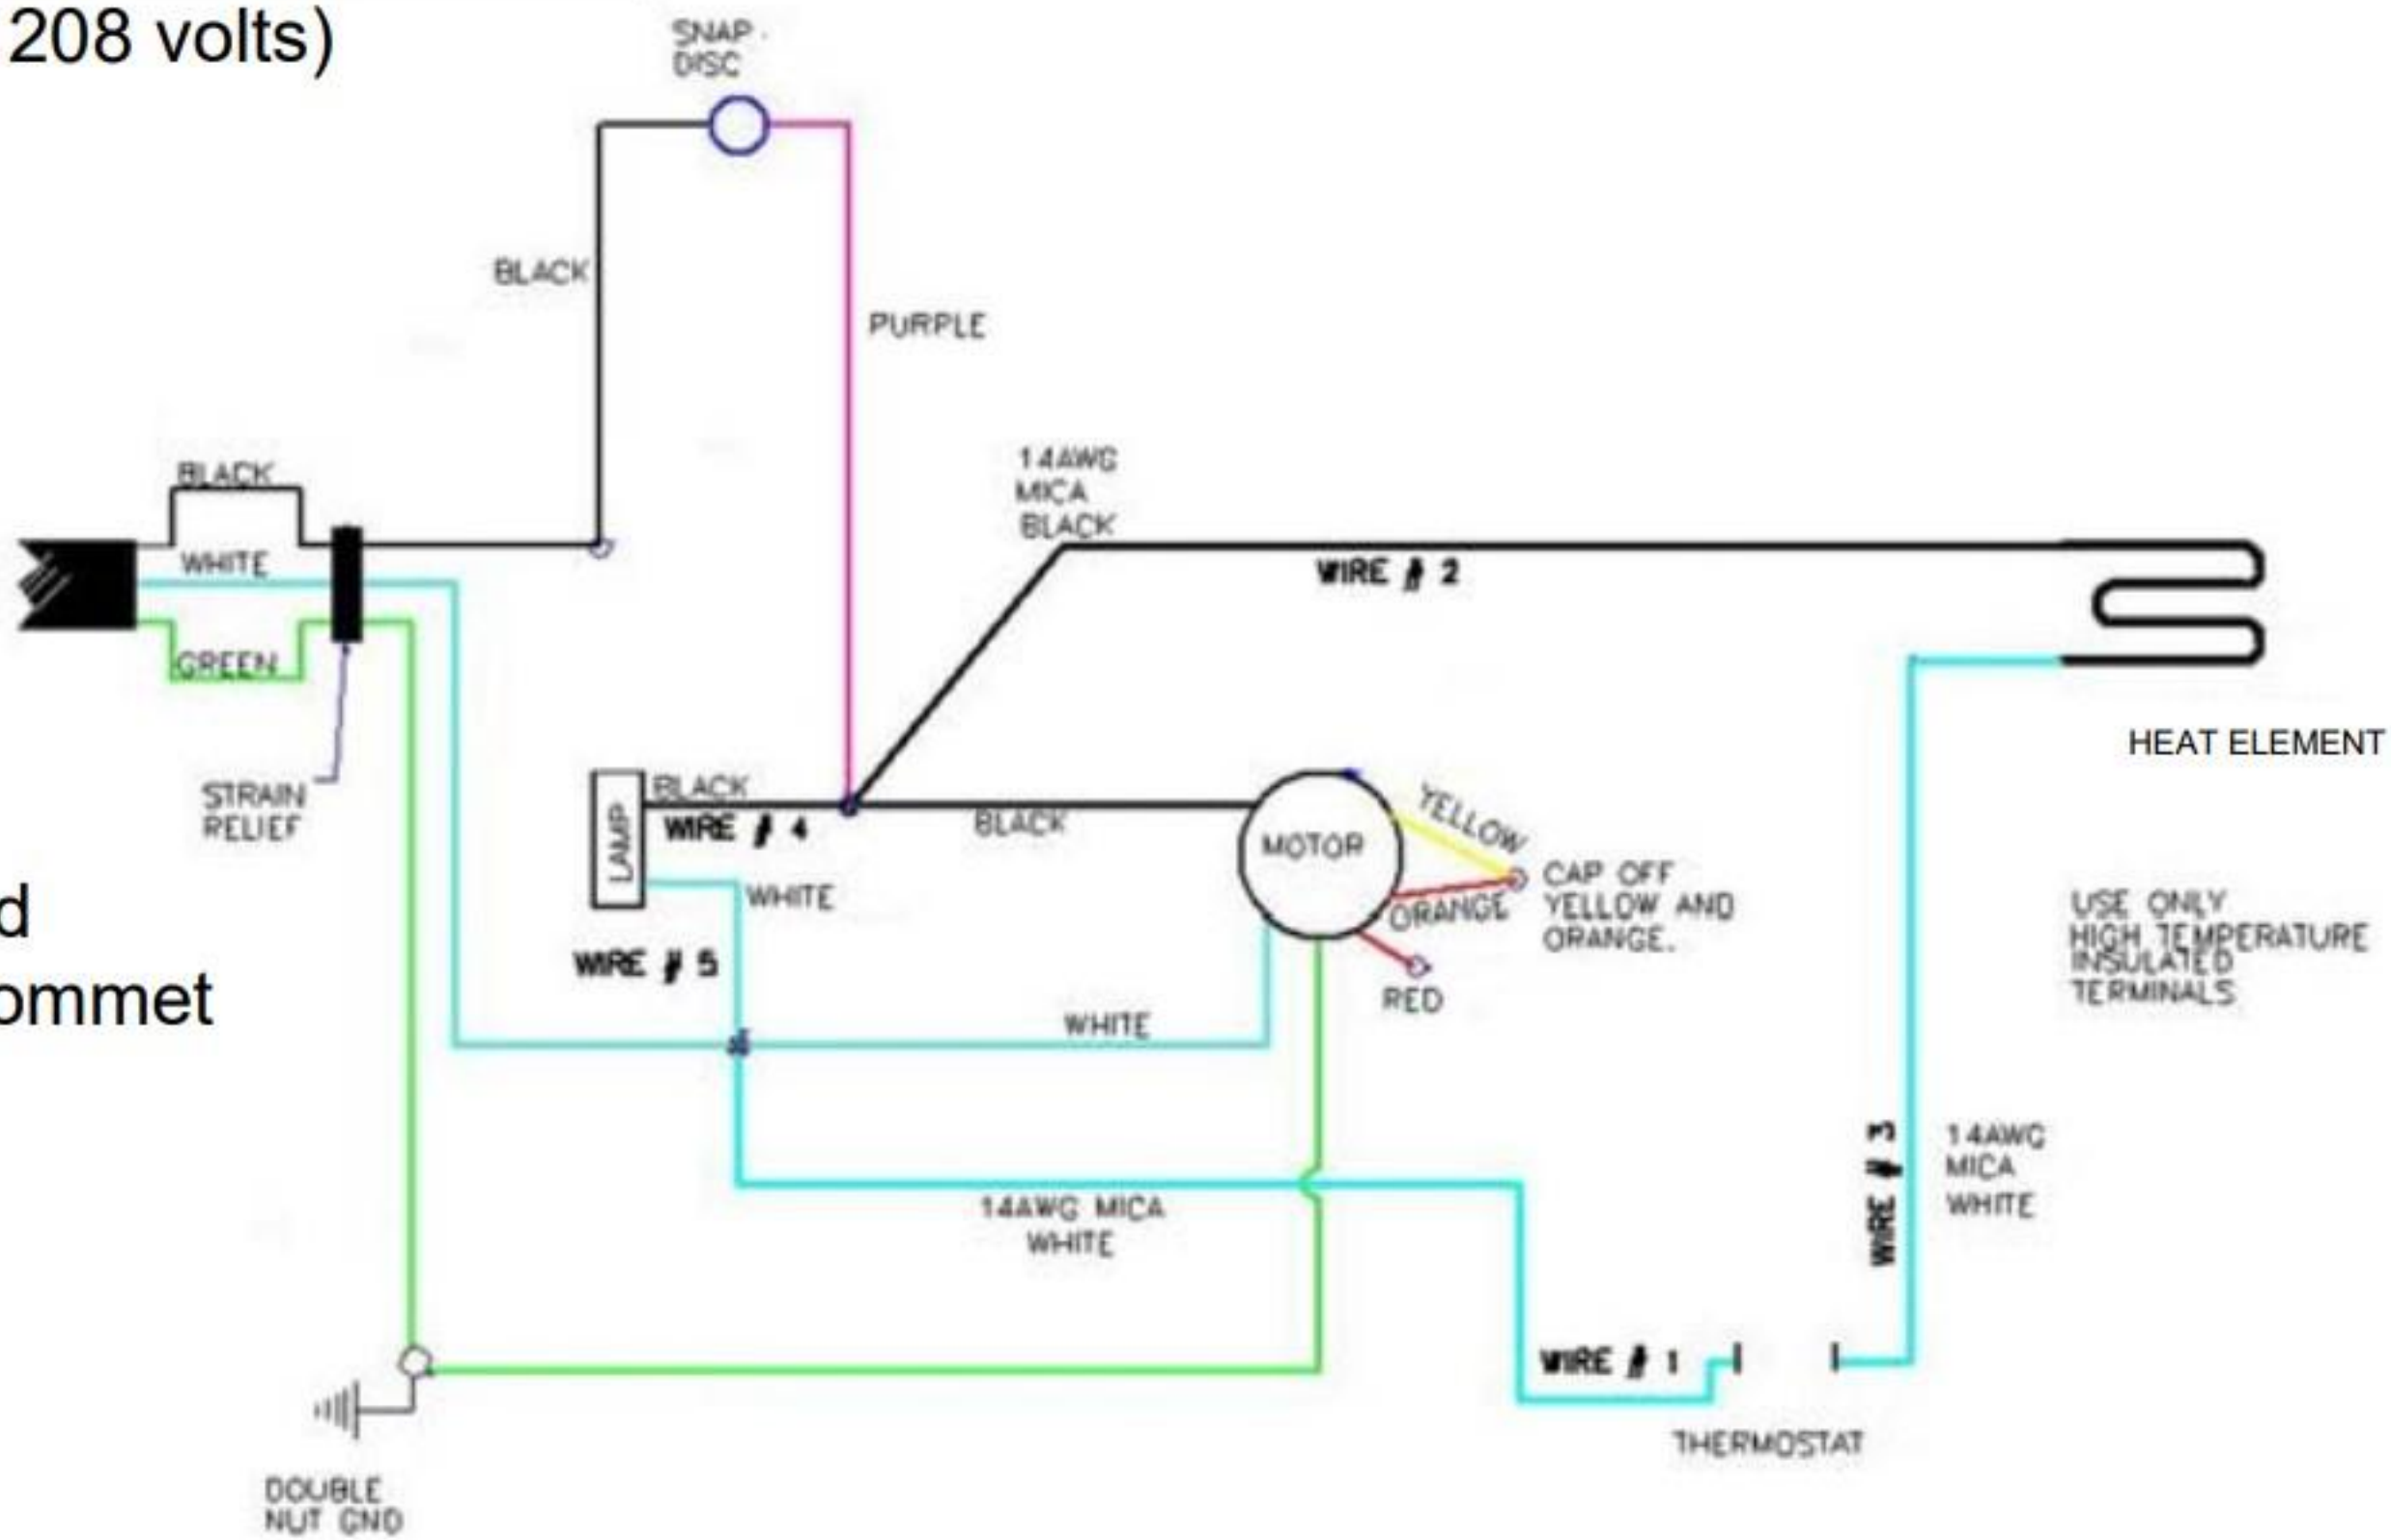 208 volts)
SNAP
DISC
BLACK
PURPLE
BLACK
WHITE
GREEN
14AWG
MICA
BLACK
WIRE # 2
HEAT ELEMENT
STRAIN
RELIEF
LAMP
BLACK
WIRE # 4
BLACK
WHITE
WIRE # 5
MOTOR
YELLOW
ORANGE
RED
CAP OFF
YELLOW AND
ORANGE.
d
ommet
USE ONLY
HIGH TEMPERATURE
INSULATED
TERMINALS
WHITE
14AWG MICA
WHITE
WIRE # 3
14AWG
MICA
WHITE
WIRE # 1
THERMOSTAT
DOUBLE
NUT GND